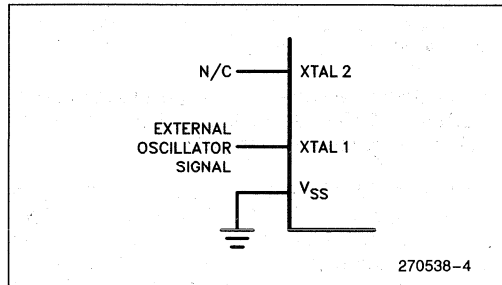 N/C
XTAL 2
EXTERNAL
OSCILLATOR
SIGNAL
XTAL 1
VSS
270538-4